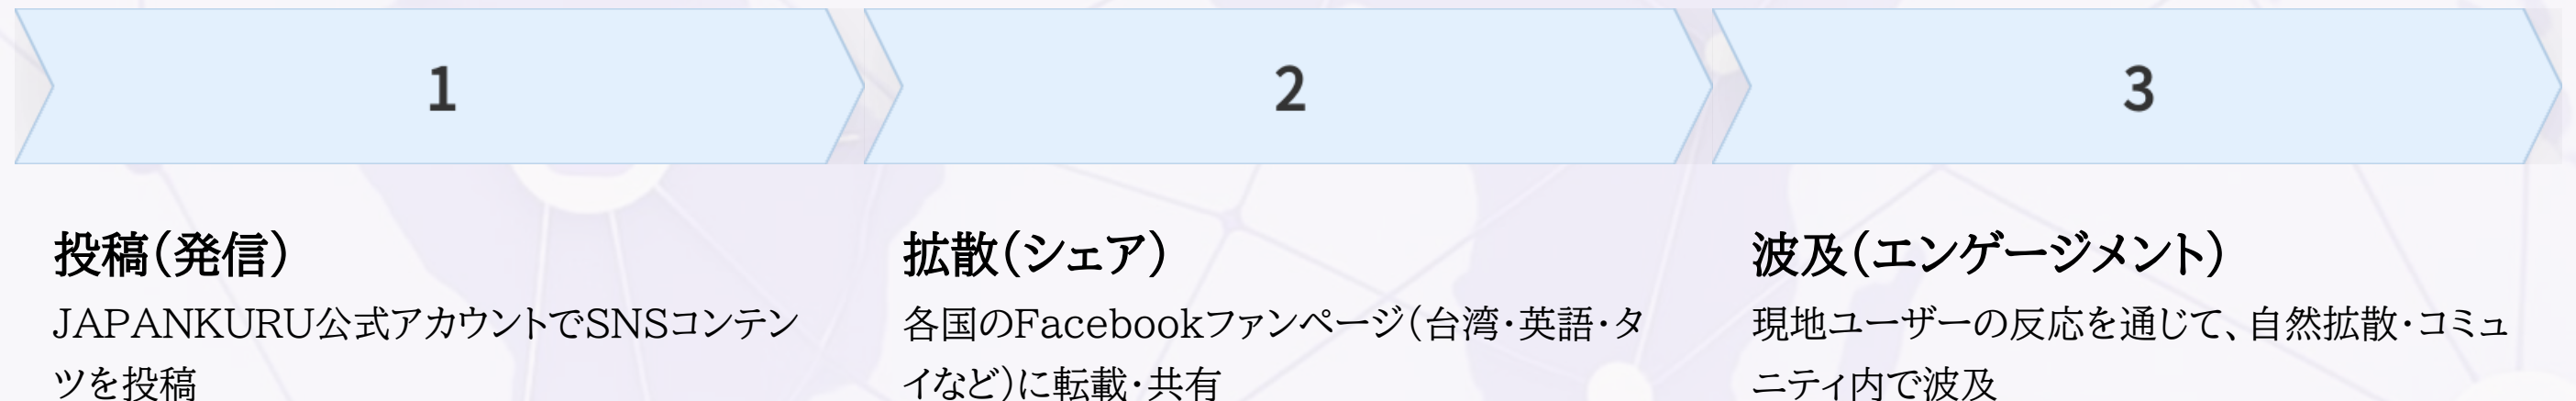 1
2
3
投稿（発信）
JAPANKURU公式アカウントでSNSコンテン
ツを投稿
拡散（シェア）
各国のFacebookファンページ（台湾・英語・タ
イなど）に転載・共有
波及（エンゲージメント）
現地ユーザーの反応を通じて、自然拡散・コミュ
ニティ内で波及